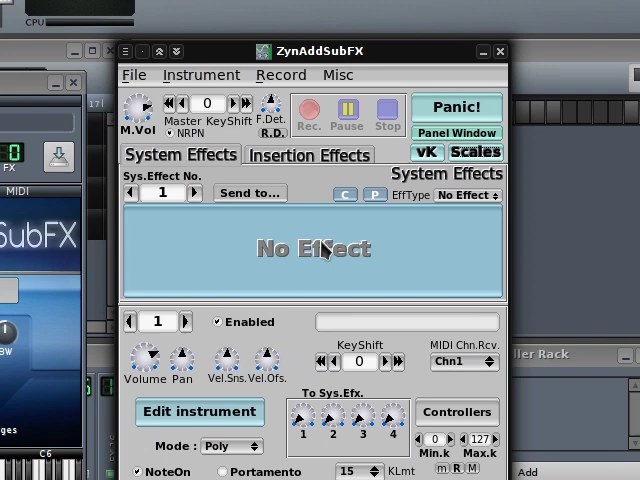 CPU
ZynAddSubFX
File Instrument Record Misc
M.Vol
0
Master KeyShift
NRPN
F.Det.
R.D.
Rec. Pause Stop
Panic!
Panel Window
vK Scales
System Effects Insertion Effects
System Effects
Sys.Effect No.
1
Send to...
C P EffType No Effect
No Effect
1
Enabled
Volume Pan Vel.Sns. Vel.Ofs.
KeyShift
0
MIDI Chn.Rcv.
Chn1
Edit instrument
To Sys.Efx.
1 2 3 4
Controllers
Mode : Poly
0 127
Min.k Max.k
m R M
NoteOn Portamento 15 KLmt
17
FX
MIDI
SubFX
BW
ges
C6
ller Rack
Add